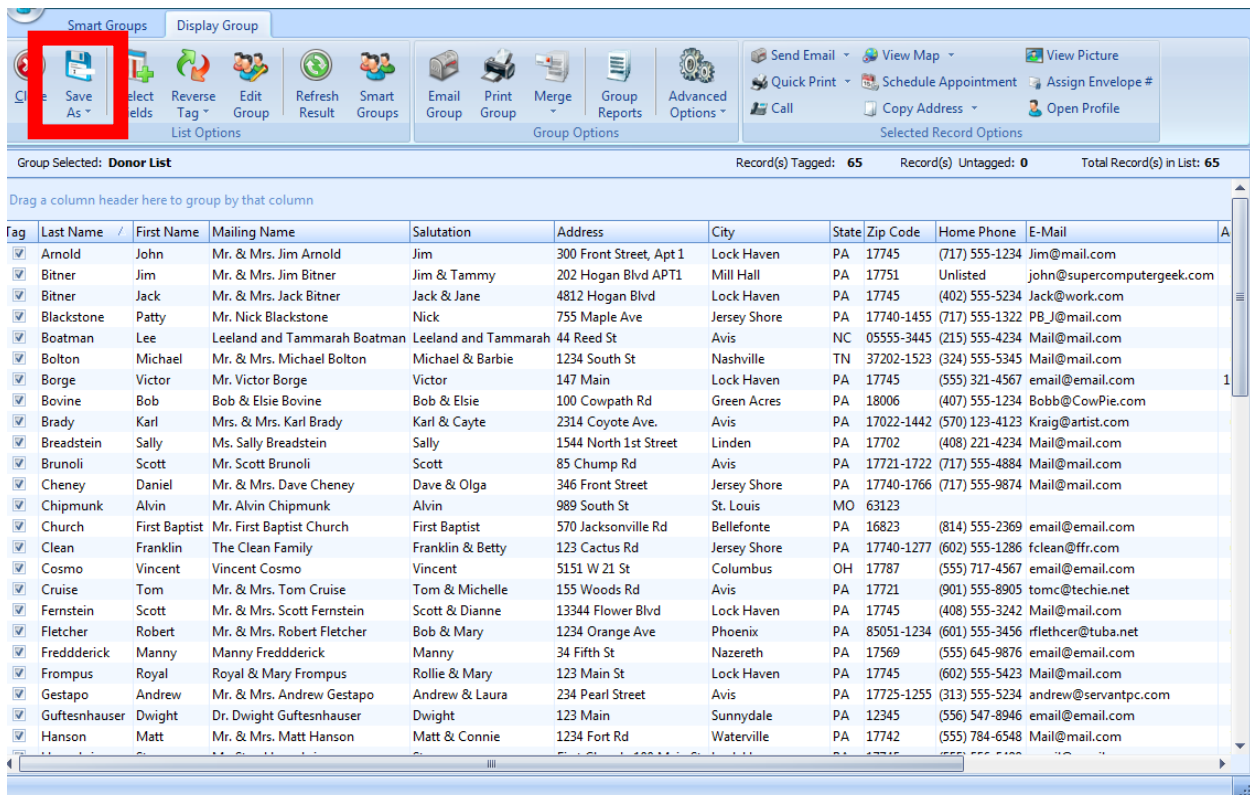 Smart Groups Display Group
Save As Reverse Tag Edit Group Refresh Result Smart Groups Email Group Print Group Merge Group Reports Advanced Options
Send Email View Map View Picture
Quick Print Schedule Appointment Assign Envelope #
Call Copy Address Open Profile
List Options Group Options Selected Record Options
Group Selected: Donor List Record(s) Tagged: 65 Record(s) Untagged: 0 Total Record(s) in List: 65
Drag a column header here to group by that column
Tag Last Name / First Name Mailing Name Salutation Address City State Zip Code Home Phone E-Mail A
Arnold John Mr. & Mrs. Jim Arnold Jim 300 Front Street, Apt 1 Lock Haven PA 17745 (717) 555-1234 Jim@mail.com
Bitner Jim Mr. & Mrs. Jim Bitner Jim & Tammy 202 Hogan Blvd APT1 Mill Hall PA 17751 Unlisted john@supercomputergeek.com
Bitner Jack Mr. & Mrs. Jack Bitner Jack & Jane 4812 Hogan Blvd Lock Haven PA 17745 (402) 555-5234 Jack@work.com
Blackstone Patty Mr. Nick Blackstone Nick 755 Maple Ave Jersey Shore PA 17740-1455 (717) 555-1322 PB_J@mail.com
Boatman Lee Leeland and Tammarah Boatman Leeland and Tammarah 44 Reed St Avis NC 05555-3445 (215) 555-4234 Mail@mail.com
Bolton Michael Mr. & Mrs. Michael Bolton Michael & Barbie 1234 South St Nashville TN 37202-1523 (324) 555-5345 Mail@mail.com
Borge Victor Mr. Victor Borge Victor 147 Main Lock Haven PA 17745 (555) 321-4567 email@email.com 1
Bovine Bob Bob & Elsie Bovine Bob & Elsie 100 Cowpath Rd Green Acres PA 18006 (407) 555-1234 Bobb@CowPie.com
Brady Karl Mrs. & Mr. Karl Brady Karl & Cayte 2314 Coyote Ave. Avis PA 17022-1442 (570) 123-4123 Kraig@artist.com
Breadstein Sally Ms. Sally Breadstein Sally 1544 North 1st Street Linden PA 17702 (408) 221-4234 Mail@mail.com
Brunoli Scott Mr. Scott Brunoli Scott 85 Chump Rd Avis PA 17721-1722 (717) 555-4884 Mail@mail.com
Cheney Daniel Mr. & Mrs. Dave Cheney Dave & Olga 346 Front Street Jersey Shore PA 17740-1766 (717) 555-9874 Mail@mail.com
Chipmunk Alvin Mr. Alvin Chipmunk Alvin 989 South St St. Louis MO 63123
Church First Baptist Mr. First Baptist Church First Baptist 570 Jacksonville Rd Bellefonte PA 16823 (814) 555-2369 email@email.com
Clean Franklin The Clean Family Franklin & Betty 123 Cactus Rd Jersey Shore PA 17740-1277 (602) 555-1286 fclean@ffr.com
Cosmo Vincent Vincent Cosmo Vincent 5151 W 21 St Columbus OH 17787 (555) 717-4567 email@email.com
Cruise Tom Mr. & Mrs. Tom Cruise Tom & Michelle 155 Woods Rd Avis PA 17721 (901) 555-8905 tomc@techie.net
Fernstein Scott Mr. & Mrs. Scott Fernstein Scott & Dianne 13344 Flower Blvd Lock Haven PA 17745 (408) 555-3242 Mail@mail.com
Fletcher Robert Mr. & Mrs. Robert Fletcher Bob & Mary 1234 Orange Ave Phoenix PA 85051-1234 (601) 555-3456 rflethcer@tuba.net
Freddderick Manny Manny Freddderick Manny 34 Fifth St Nazereth PA 17569 (555) 645-9876 email@email.com
Frompus Royal Royal & Mary Frompus Rollie & Mary 123 Main St Lock Haven PA 17745 (602) 555-5423 Mail@mail.com
Gestapo Andrew Mr. & Mrs. Andrew Gestapo Andrew & Laura 234 Pearl Street Avis PA 17725-1255 (313) 555-5234 andrew@servantpc.com
Guftesnhauser Dwight Dr. Dwight Guftesnhauser Dwight 123 Main Sunnydale PA 12345 (556) 547-8946 email@email.com
Hanson Matt Mr. & Mrs. Matt Hanson Matt & Connie 1234 Fort Rd Waterville PA 17742 (555) 784-6548 Mail@mail.com